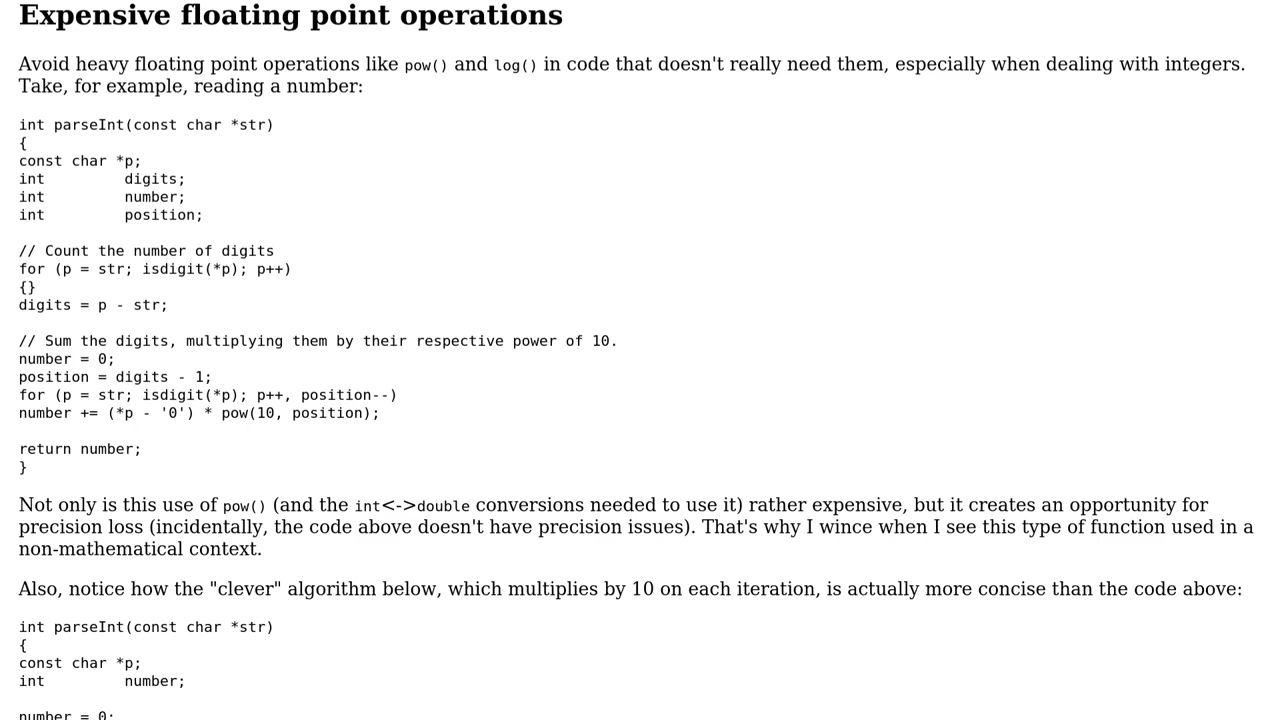 Expensive floating point operations
Avoid heavy floating point operations like pow() and log() in code that doesn't really need them, especially when dealing with integers.
Take, for example, reading a number:
int parseInt(const char *str)
{
const char *p;
int         digits;
int         number;
int         position;
// Count the number of digits
for (p = str; isdigit(*p); p++)
{}
digits = p - str;
// Sum the digits, multiplying them by their respective power of 10.
number = 0;
position = digits - 1;
for (p = str; isdigit(*p); p++, position--)
number += (*p - '0') * pow(10, position);
return number;
}
Not only is this use of pow() (and the int<->double conversions needed to use it) rather expensive, but it creates an opportunity for
precision loss (incidentally, the code above doesn't have precision issues). That's why I wince when I see this type of function used in a
non-mathematical context.
Also, notice how the "clever" algorithm below, which multiplies by 10 on each iteration, is actually more concise than the code above:
int parseInt(const char *str)
{
const char *p;
int         number;
number = 0;